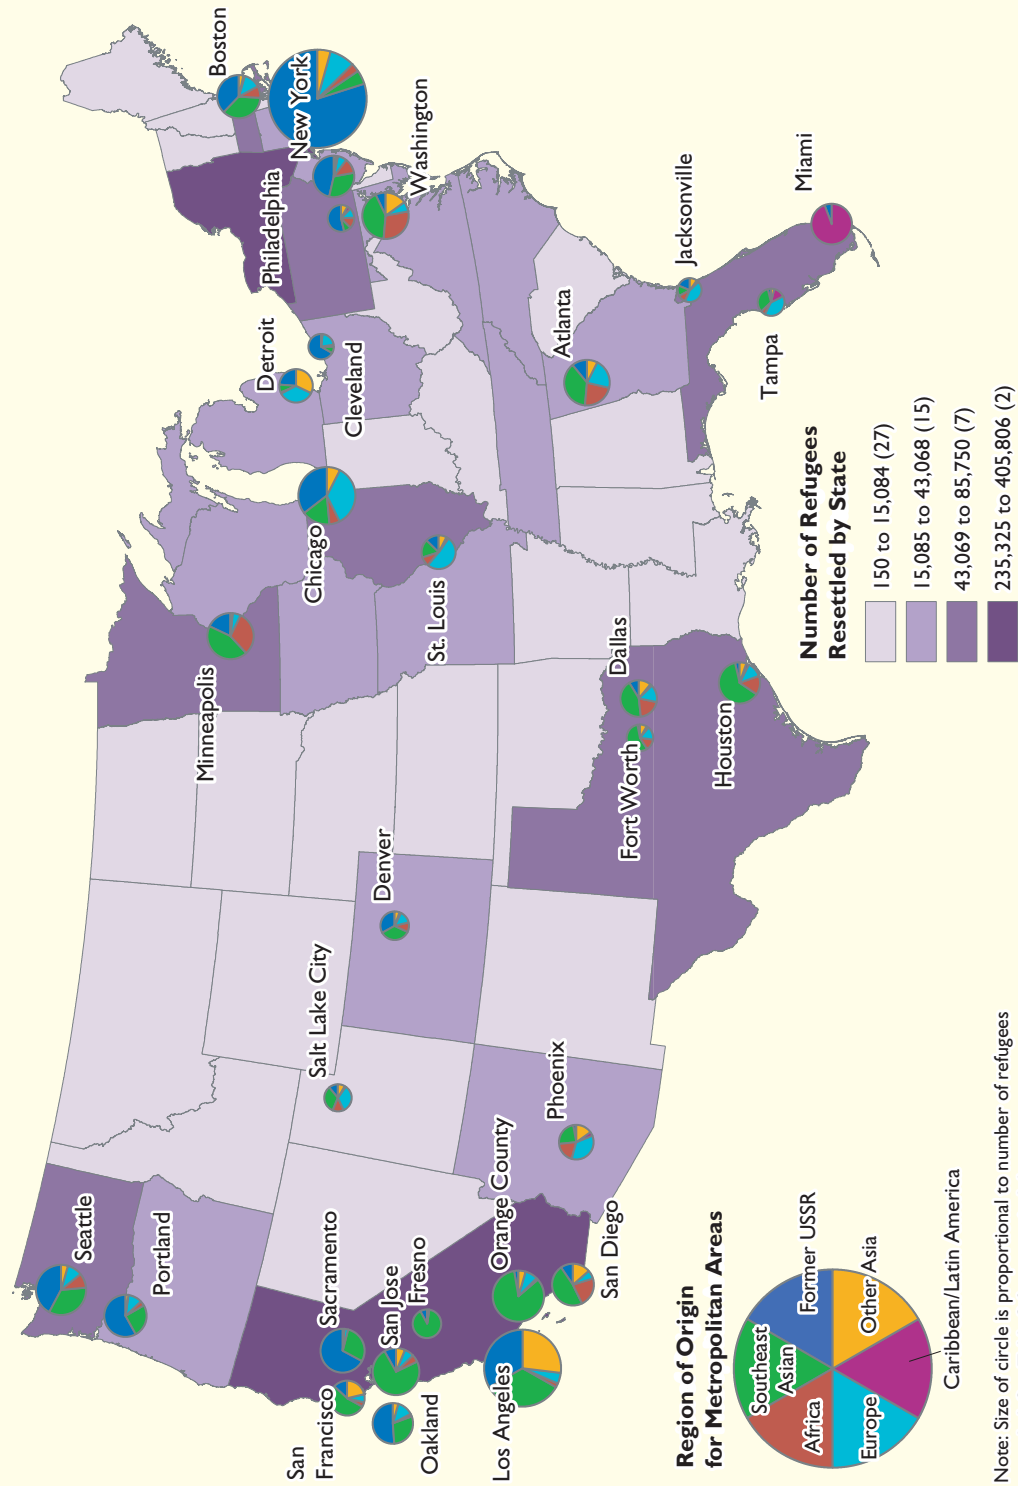 Seattle
Portland
Sacramento
San
Francisco
San Jose
Fresno
Oakland
Los Angeles
Orange County
San Diego
Salt Lake City
Phoenix
Denver
Minneapolis
Chicago
St. Louis
Dallas
Fort Worth
Houston
Detroit
Cleveland
Philadelphia
Boston
New York
Washington
Atlanta
Jacksonville
Tampa
Miami
Region of Origin
for Metropolitan Areas
Southeast
Asian
Former USSR
Africa
Other Asia
Europe
Caribbean/Latin America
Number of Refugees
Resettled by State
150 to 15,084 (27)
15,085 to 43,068 (15)
43,069 to 85,750 (7)
235,325 to 405,806 (2)
Note: Size of circle is proportional to number of refugees